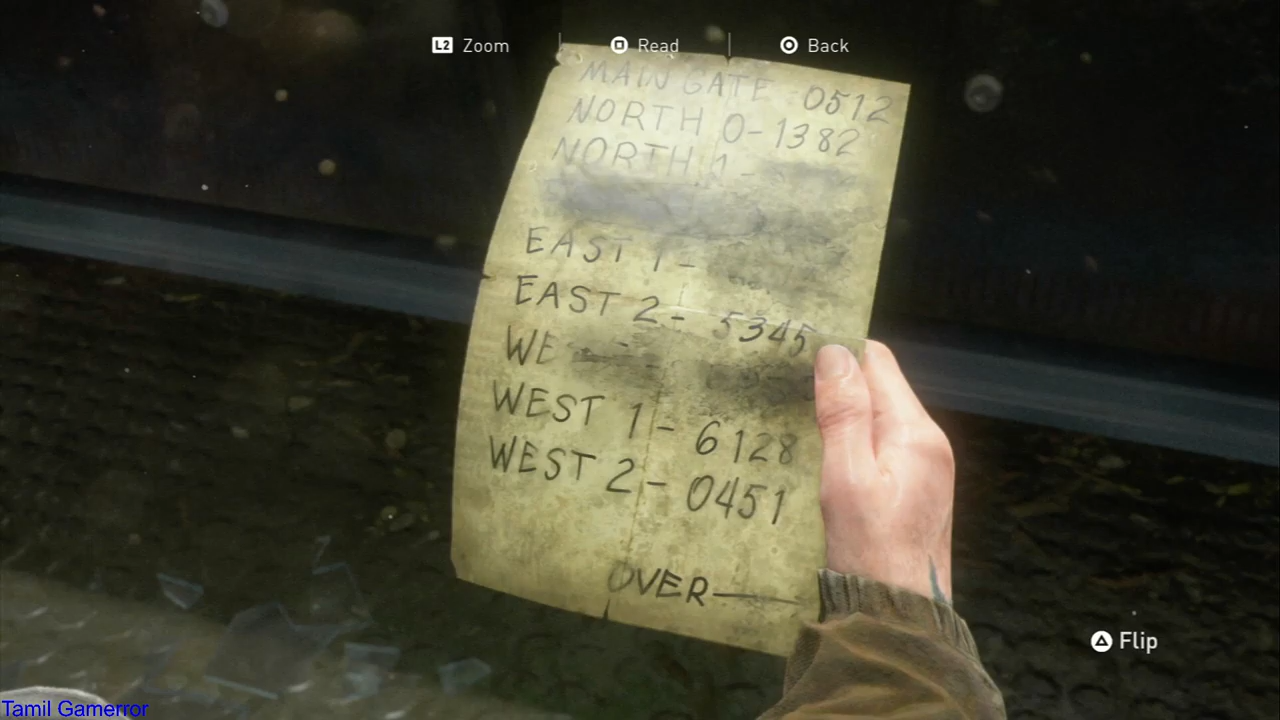 L2 Zoom
Read
Back
MAIN GATE 0512
NORTH 0-1382
NORTH 1 -
EAST 1 -
EAST 2 - 5345
WE
WEST 1 - 6128
WEST 2 - 0451
OVER
Flip
Tamil Gamerror